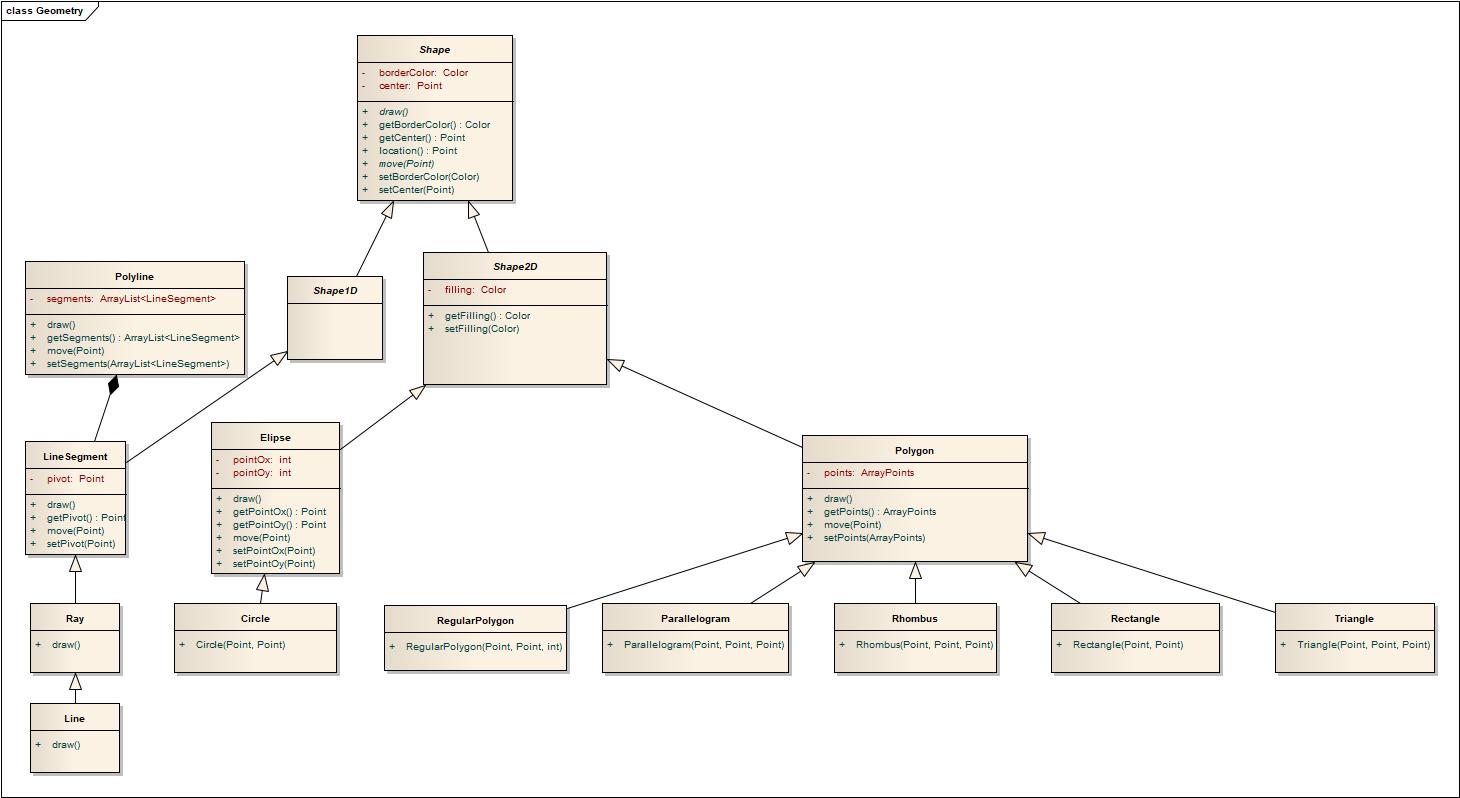 class Geometry
Shape
- borderColor: Color
- center: Point
+ draw()
+ getBorderColor() : Color
+ getCenter() : Point
+ location() : Point
+ move(Point)
+ setBorderColor(Color)
+ setCenter(Point)
Polyline
- segments: ArrayList<LineSegment>
+ draw()
+ getSegments() : ArrayList<LineSegment>
+ move(Point)
+ setSegments(ArrayList<LineSegment>)
Shape1D
Shape2D
- filling: Color
+ getFilling() : Color
+ setFilling(Color)
LineSegment
- pivot: Point
+ draw()
+ getPivot() : Point
+ move(Point)
+ setPivot(Point)
Elipse
- pointOx: int
- pointOy: int
+ draw()
+ getPointOx() : Point
+ getPointOy() : Point
+ move(Point)
+ setPointOx(Point)
+ setPointOy(Point)
Polygon
- points: ArrayPoints
+ draw()
+ getPoints() : ArrayPoints
+ move(Point)
+ setPoints(ArrayPoints)
Ray
+ draw()
Circle
+ Circle(Point, Point)
RegularPolygon
+ RegularPolygon(Point, Point, int)
Parallelogram
+ Parallelogram(Point, Point, Point)
Rhombus
+ Rhombus(Point, Point, Point)
Rectangle
+ Rectangle(Point, Point)
Triangle
+ Triangle(Point, Point, Point)
Line
+ draw()